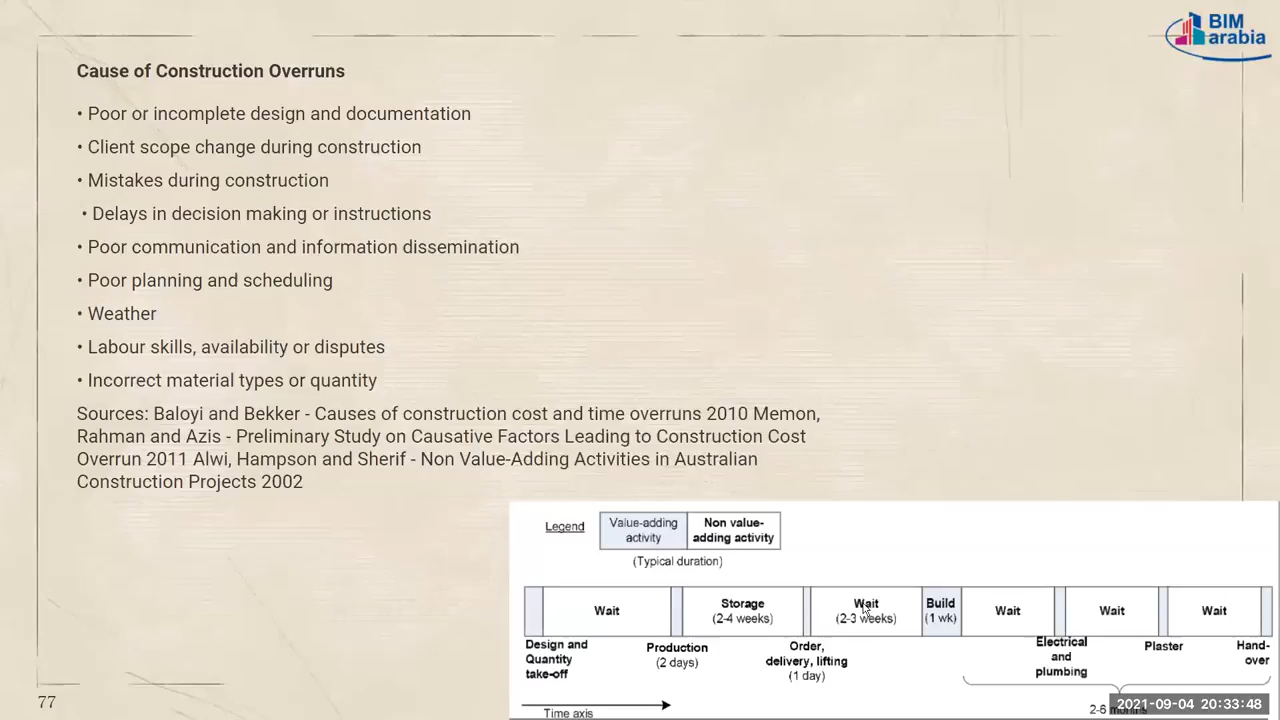 BIM
arabia
Cause of Construction Overruns
• Poor or incomplete design and documentation
• Client scope change during construction
• Mistakes during construction
• Delays in decision making or instructions
• Poor communication and information dissemination
• Poor planning and scheduling
• Weather
• Labour skills, availability or disputes
• Incorrect material types or quantity
Sources: Baloyi and Bekker - Causes of construction cost and time overruns 2010 Memon,
Rahman and Azis - Preliminary Study on Causative Factors Leading to Construction Cost
Overrun 2011 Alwi, Hampson and Sherif - Non Value-Adding Activities in Australian
Construction Projects 2002
Legend
Value-adding
activity
Non value-
adding activity
(Typical duration)
Wait
Storage
(2-4 weeks)
Wait
(2-3 weeks)
Build
(1 wk)
Wait
Wait
Wait
Design and
Quantity
take-off
Production
(2 days)
Order,
delivery, lifting
(1 day)
Electrical
and
plumbing
Plaster
Hand-
over
2-6
Time axis
2021-09-04 20:33:48
77